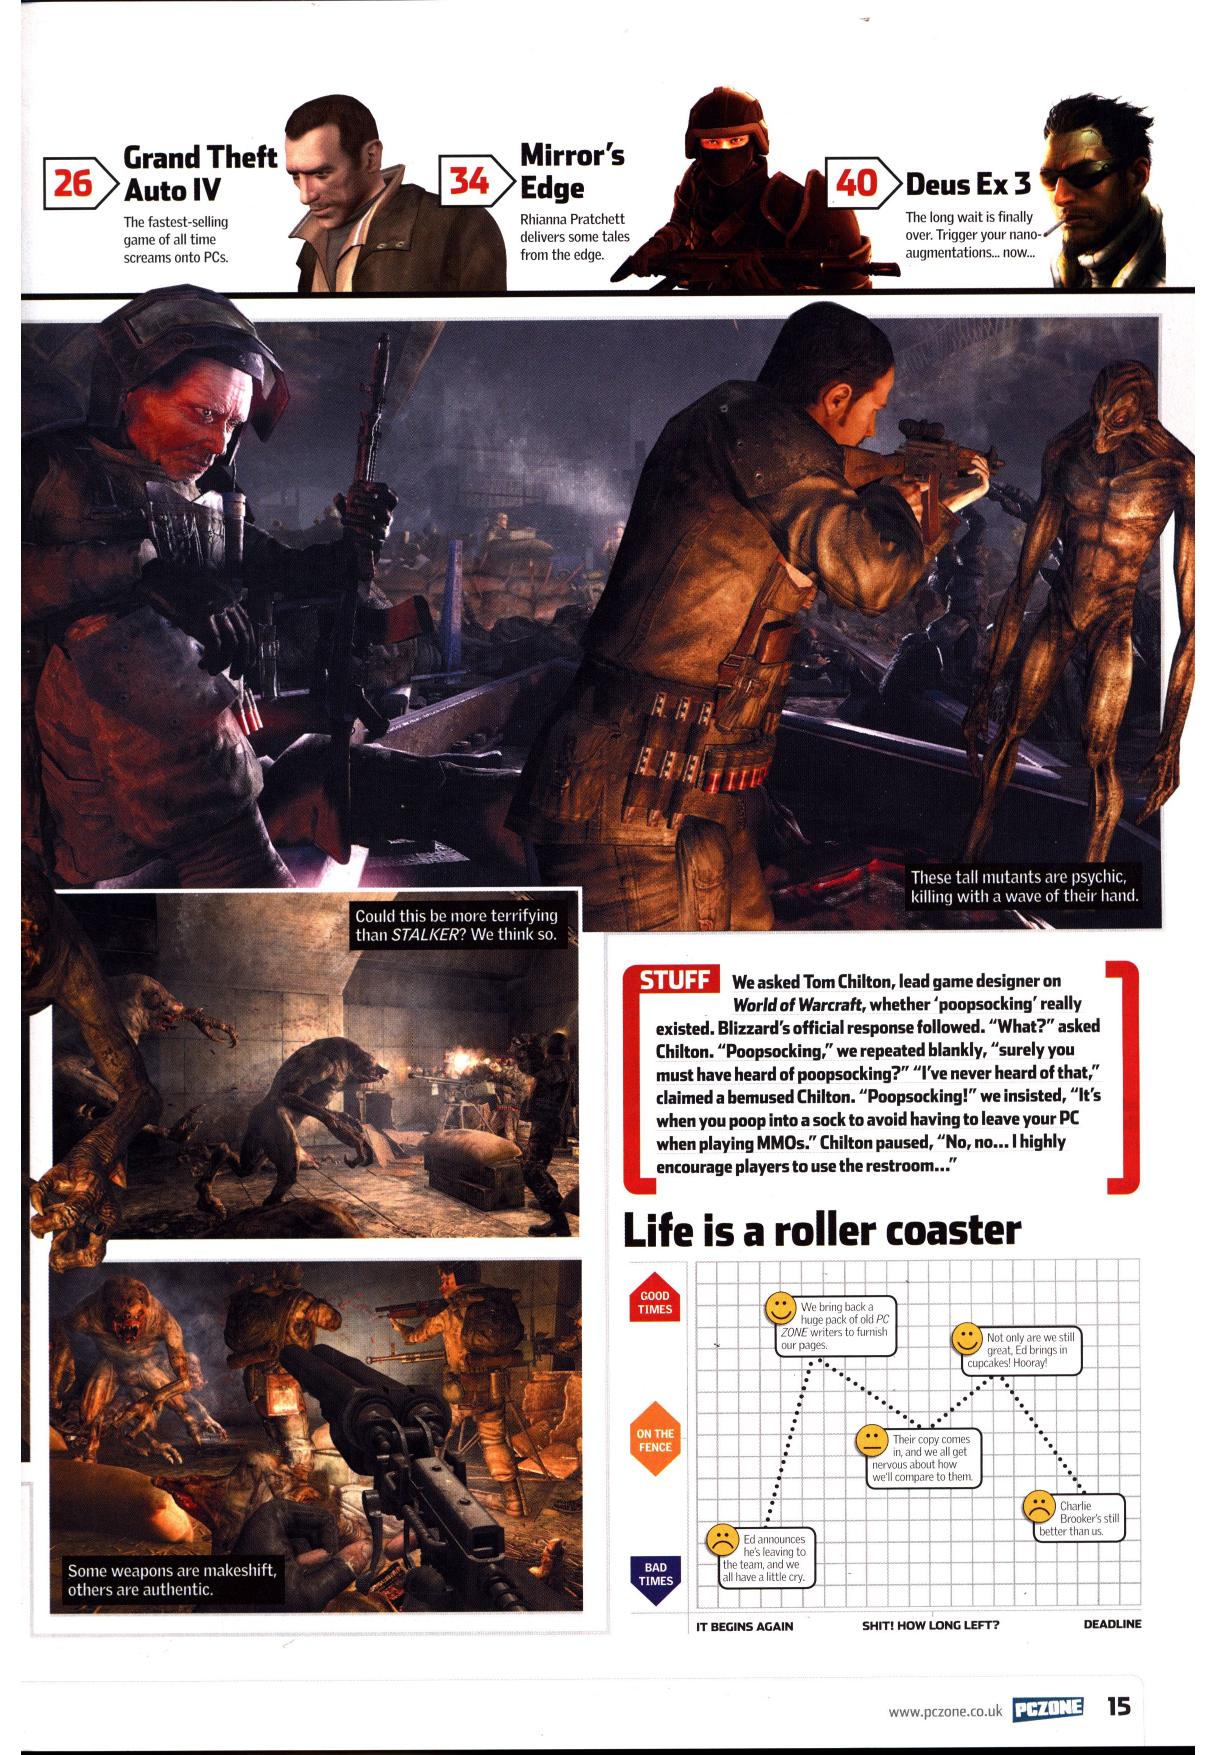 26
Grand Theft
Auto IV
The fastest-selling
game of all time
screams onto PCs.
34
Mirror's
Edge
Rhianna Pratchett
delivers some tales
from the edge.
40
Deus Ex 3
The long wait is finally
over. Trigger your nano-
augmentations... now...
These tall mutants are psychic,
killing with a wave of their hand.
Could this be more terrifying
than STALKER? We think so.
Some weapons are makeshift,
others are authentic.
STUFF We asked Tom Chilton, lead game designer on
World of Warcraft, whether ‘poopsocking’ really
existed. Blizzard's official response followed. “What?” asked
Chilton. “Poopsocking,” we repeated blankly, “surely you
must have heard of poopsocking?” “I've never heard of that,”
claimed a bemused Chilton. “Poopsocking!” we insisted, “It's
when you poop into a sock to avoid having to leave your PC
when playing MMOs.” Chilton paused, “No, no... I highly
encourage players to use the restroom...”
Life is a roller coaster
GOOD
TIMES
ON THE
FENCE
BAD
TIMES
Ed announces
he's leaving to
the team, and we
all have a little cry.
We bring back a
huge pack of old PC
ZONE writers to furnish
our pages.
Their copy comes
in, and we all get
nervous about how
we'll compare to them.
Not only are we still
great, Ed brings in
cupcakes! Hooray!
Charlie
Brooker's still
better than us.
IT BEGINS AGAIN
SHIT! HOW LONG LEFT?
DEADLINE
www.pczone.co.uk PCZONE 15